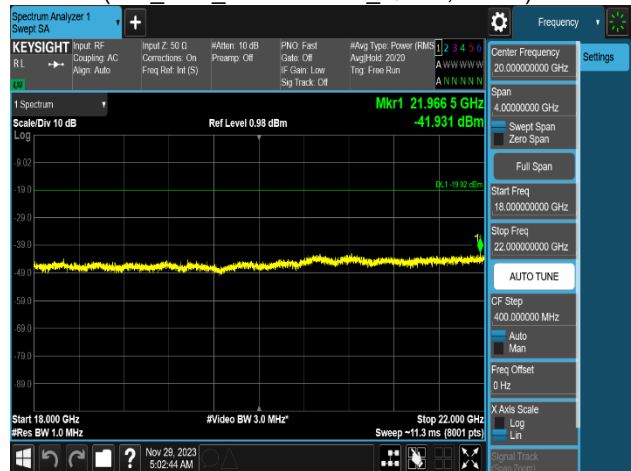 Spectrum Analyzer 1
Swept SA
Frequency
KEYSIGHT
RL
LV
Input: RF
Coupling: AC
Align: Auto
Input Z: 50 Ω
Corrections: On
Freq Ref: Int (S)
#Atten: 10 dB
Preamp: Off
PNO: Fast
Gate: Off
IF Gain: Low
Sig Track: Off
#Avg Type: Power (RMS
Avg|Hold: 20/20
Trig: Free Run
1 2 3 4 5 6
A W W W W W
A N N N N N
1 Spectrum
Scale/Div 10 dB
Ref Level 0.98 dBm
Mkr1 21.966 5 GHz
-41.931 dBm
Log
-9.02
-19.0
-29.0
-39.0
-49.0
-59.0
-69.0
-79.0
-89.0
DL1 -19.02 dBm
1
Start 18.000 GHz
#Res BW 1.0 MHz
#Video BW 3.0 MHz*
Stop 22.000 GHz
Sweep ~11.3 ms (8001 pts)
Center Frequency
20.000000000 GHz
Span
4.00000000 GHz
Swept Span
Zero Span
Full Span
Start Freq
18.000000000 GHz
Stop Freq
22.000000000 GHz
AUTO TUNE
CF Step
400.000000 MHz
Auto
Man
Freq Offset
0 Hz
X Axis Scale
Log
Lin
Signal Track
(Span Zoom)
Settings
?
Nov 29, 2023
5:02:44 AM